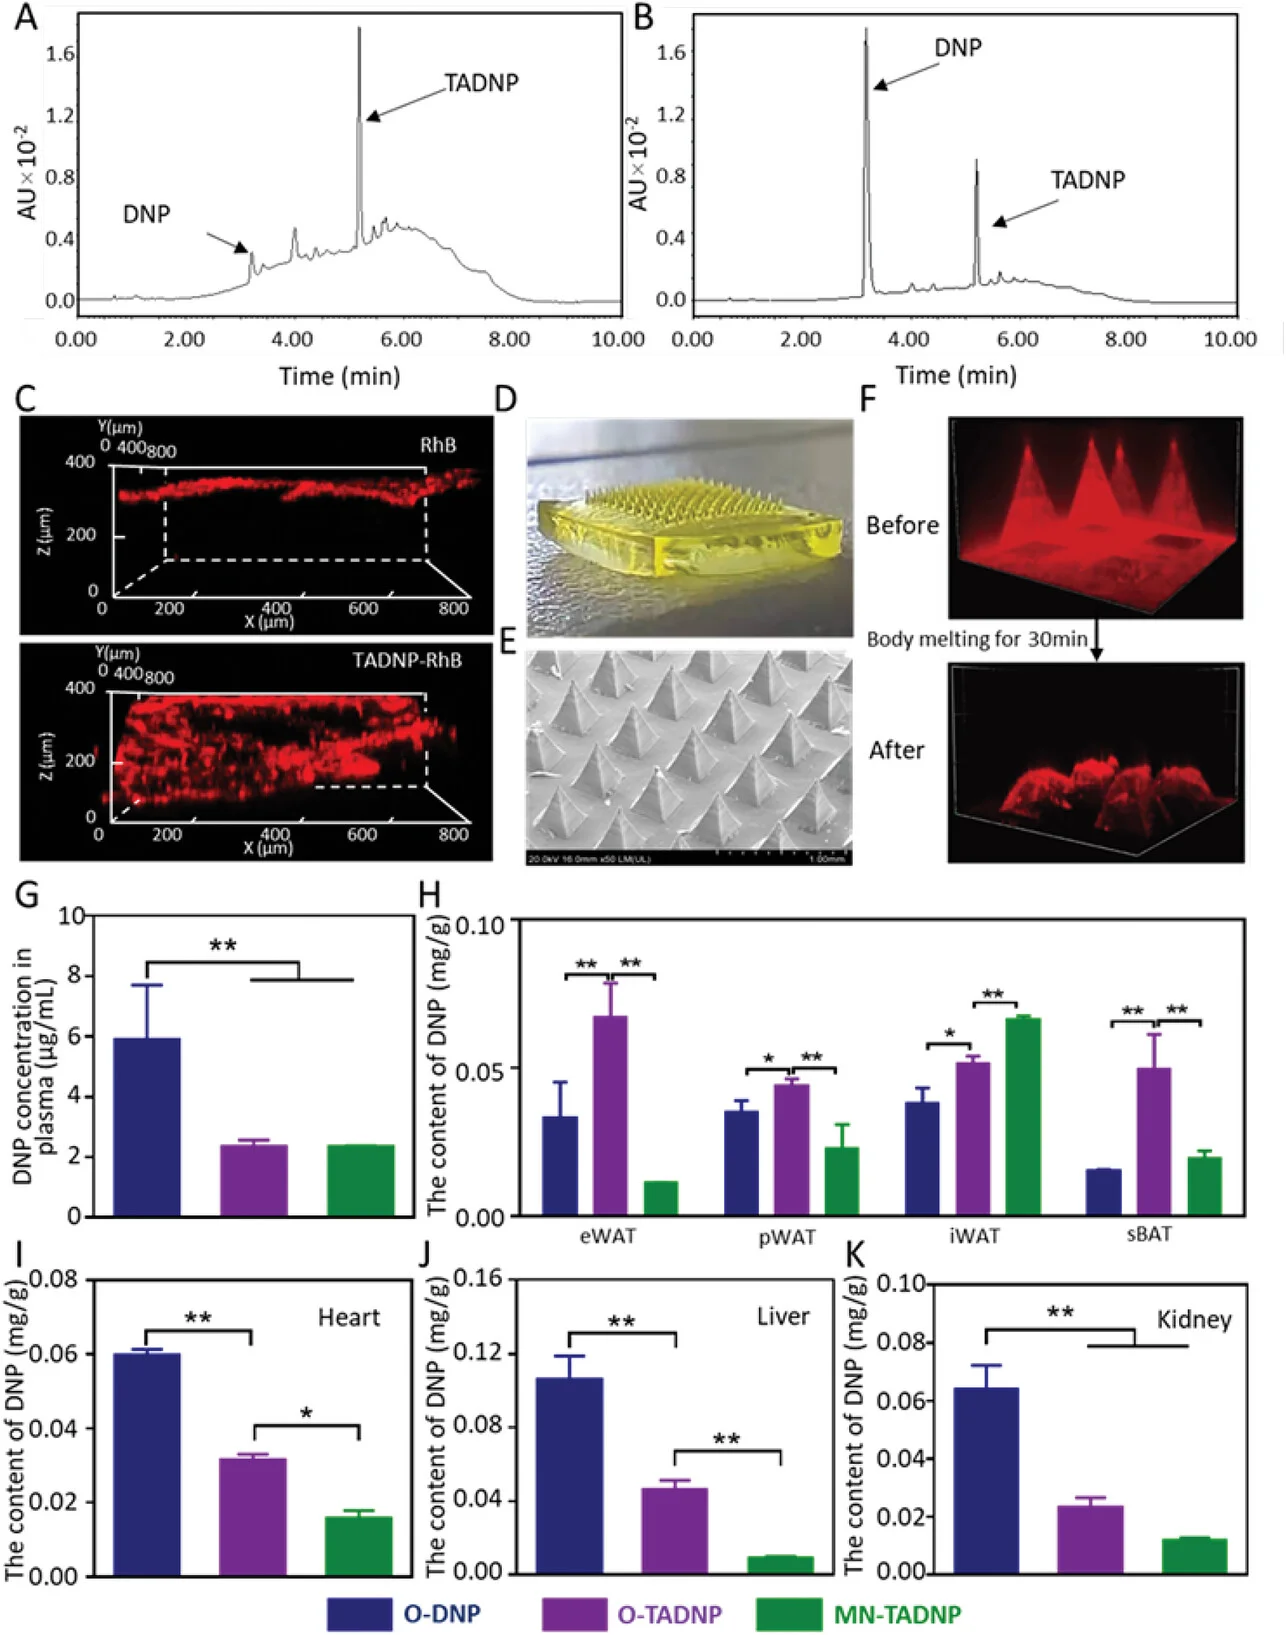 A
AU×10⁻²
1.6
1.2
0.8
0.4
0.0
TADNP
DNP
0.00 2.00 4.00 6.00 8.00 10.00
Time (min)
B
AU×10⁻²
1.6
1.2
0.8
0.4
0.0
DNP
TADNP
0.00 2.00 4.00 6.00 8.00 10.00
Time (min)
C
Y(μm)
0 400 800
RhB
400
200
0
Z (μm)
0 200 400 600 800
X (μm)
Y(μm)
0 400 800
TADNP-RhB
400
200
0
Z (μm)
0 200 400 600 800
X (μm)
D
E
20.0kV 16.0mm x50 LM(UL) 1.00mm
F
Before
Body melting for 30min
After
G
DNP concentration in
plasma (μg/mL)
10
8
6
4
2
0
**
H
The content of DNP (mg/g)
0.10
0.05
0.00
** **
* **
* **
** **
eWAT pWAT iWAT sBAT
I
The content of DNP (mg/g)
0.08
0.06
0.04
0.02
0.00
Heart
**
*
J
The content of DNP (mg/g)
0.16
0.12
0.08
0.04
0.00
Liver
**
**
K
The content of DNP (mg/g)
0.10
0.08
0.06
0.04
0.02
0.00
Kidney
**
O-DNP O-TADNP MN-TADNP